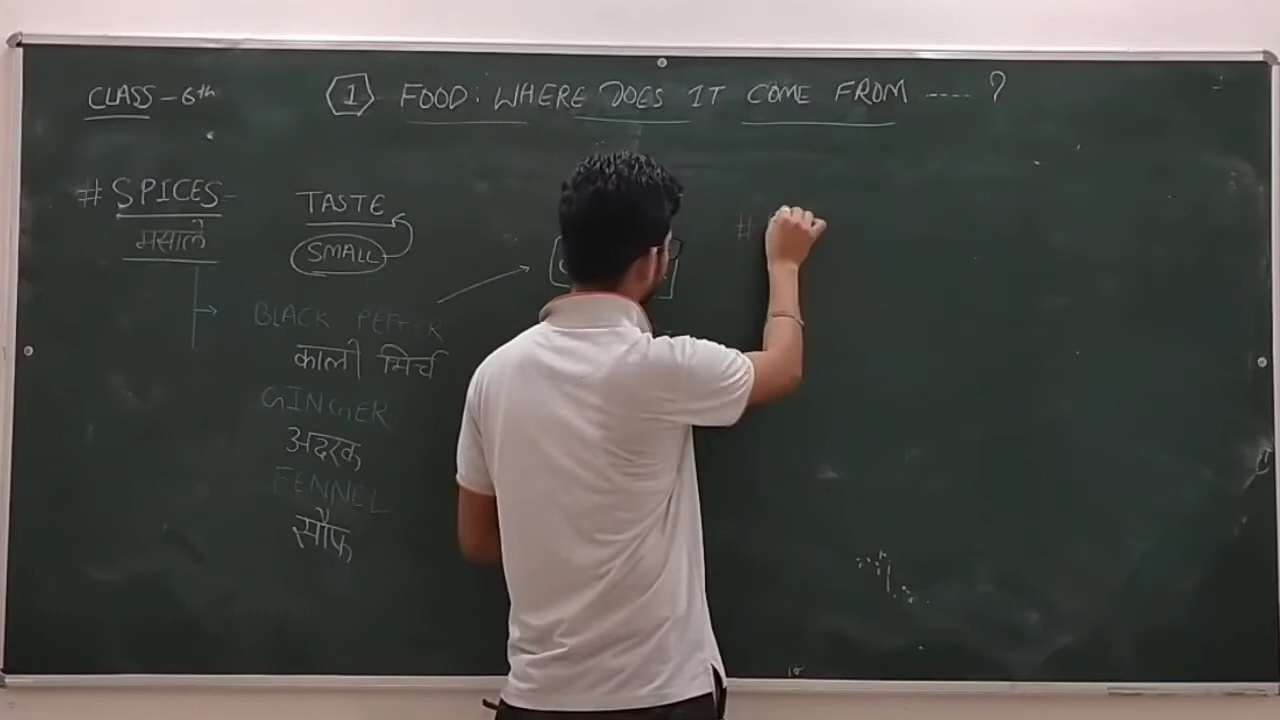 CLASS - 6th
1 FOOD: WHERE DOES IT COME FROM ---- ?
# SPICES -
मसाले
TASTE
SMALL
BLACK PEPPER
काली मिर्च
GINGER
अदरक
FENNEL
सौंफ
#